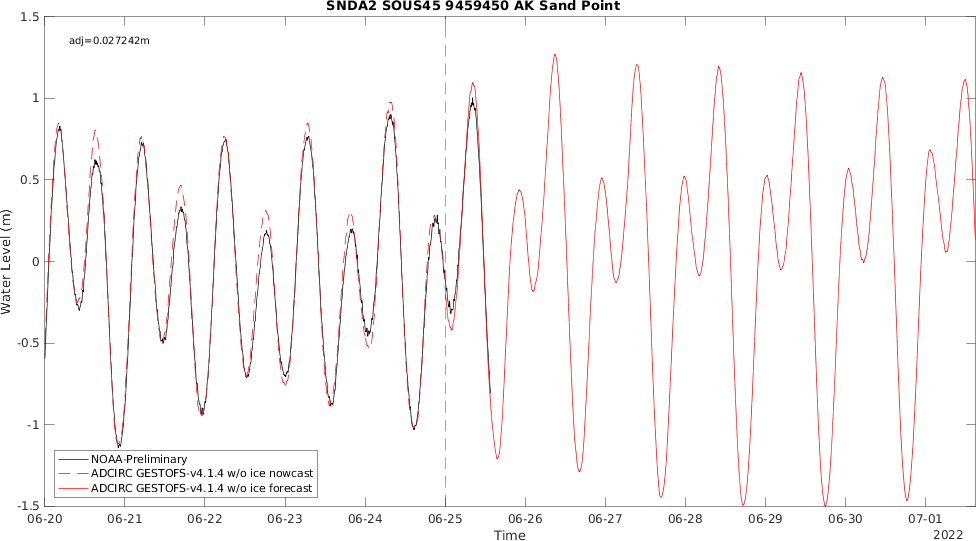 SNDA2 SOUS45 9459450 AK Sand Point
adj=0.027242m
1.5
1
0.5
0
-0.5
-1
-1.5
Water Level (m)
NOAA-Preliminary
ADCIRC GESTOFS-v4.1.4 w/o ice nowcast
ADCIRC GESTOFS-v4.1.4 w/o ice forecast
06-20 06-21 06-22 06-23 06-24 06-25 06-26 06-27 06-28 06-29 06-30 07-01
Time
2022